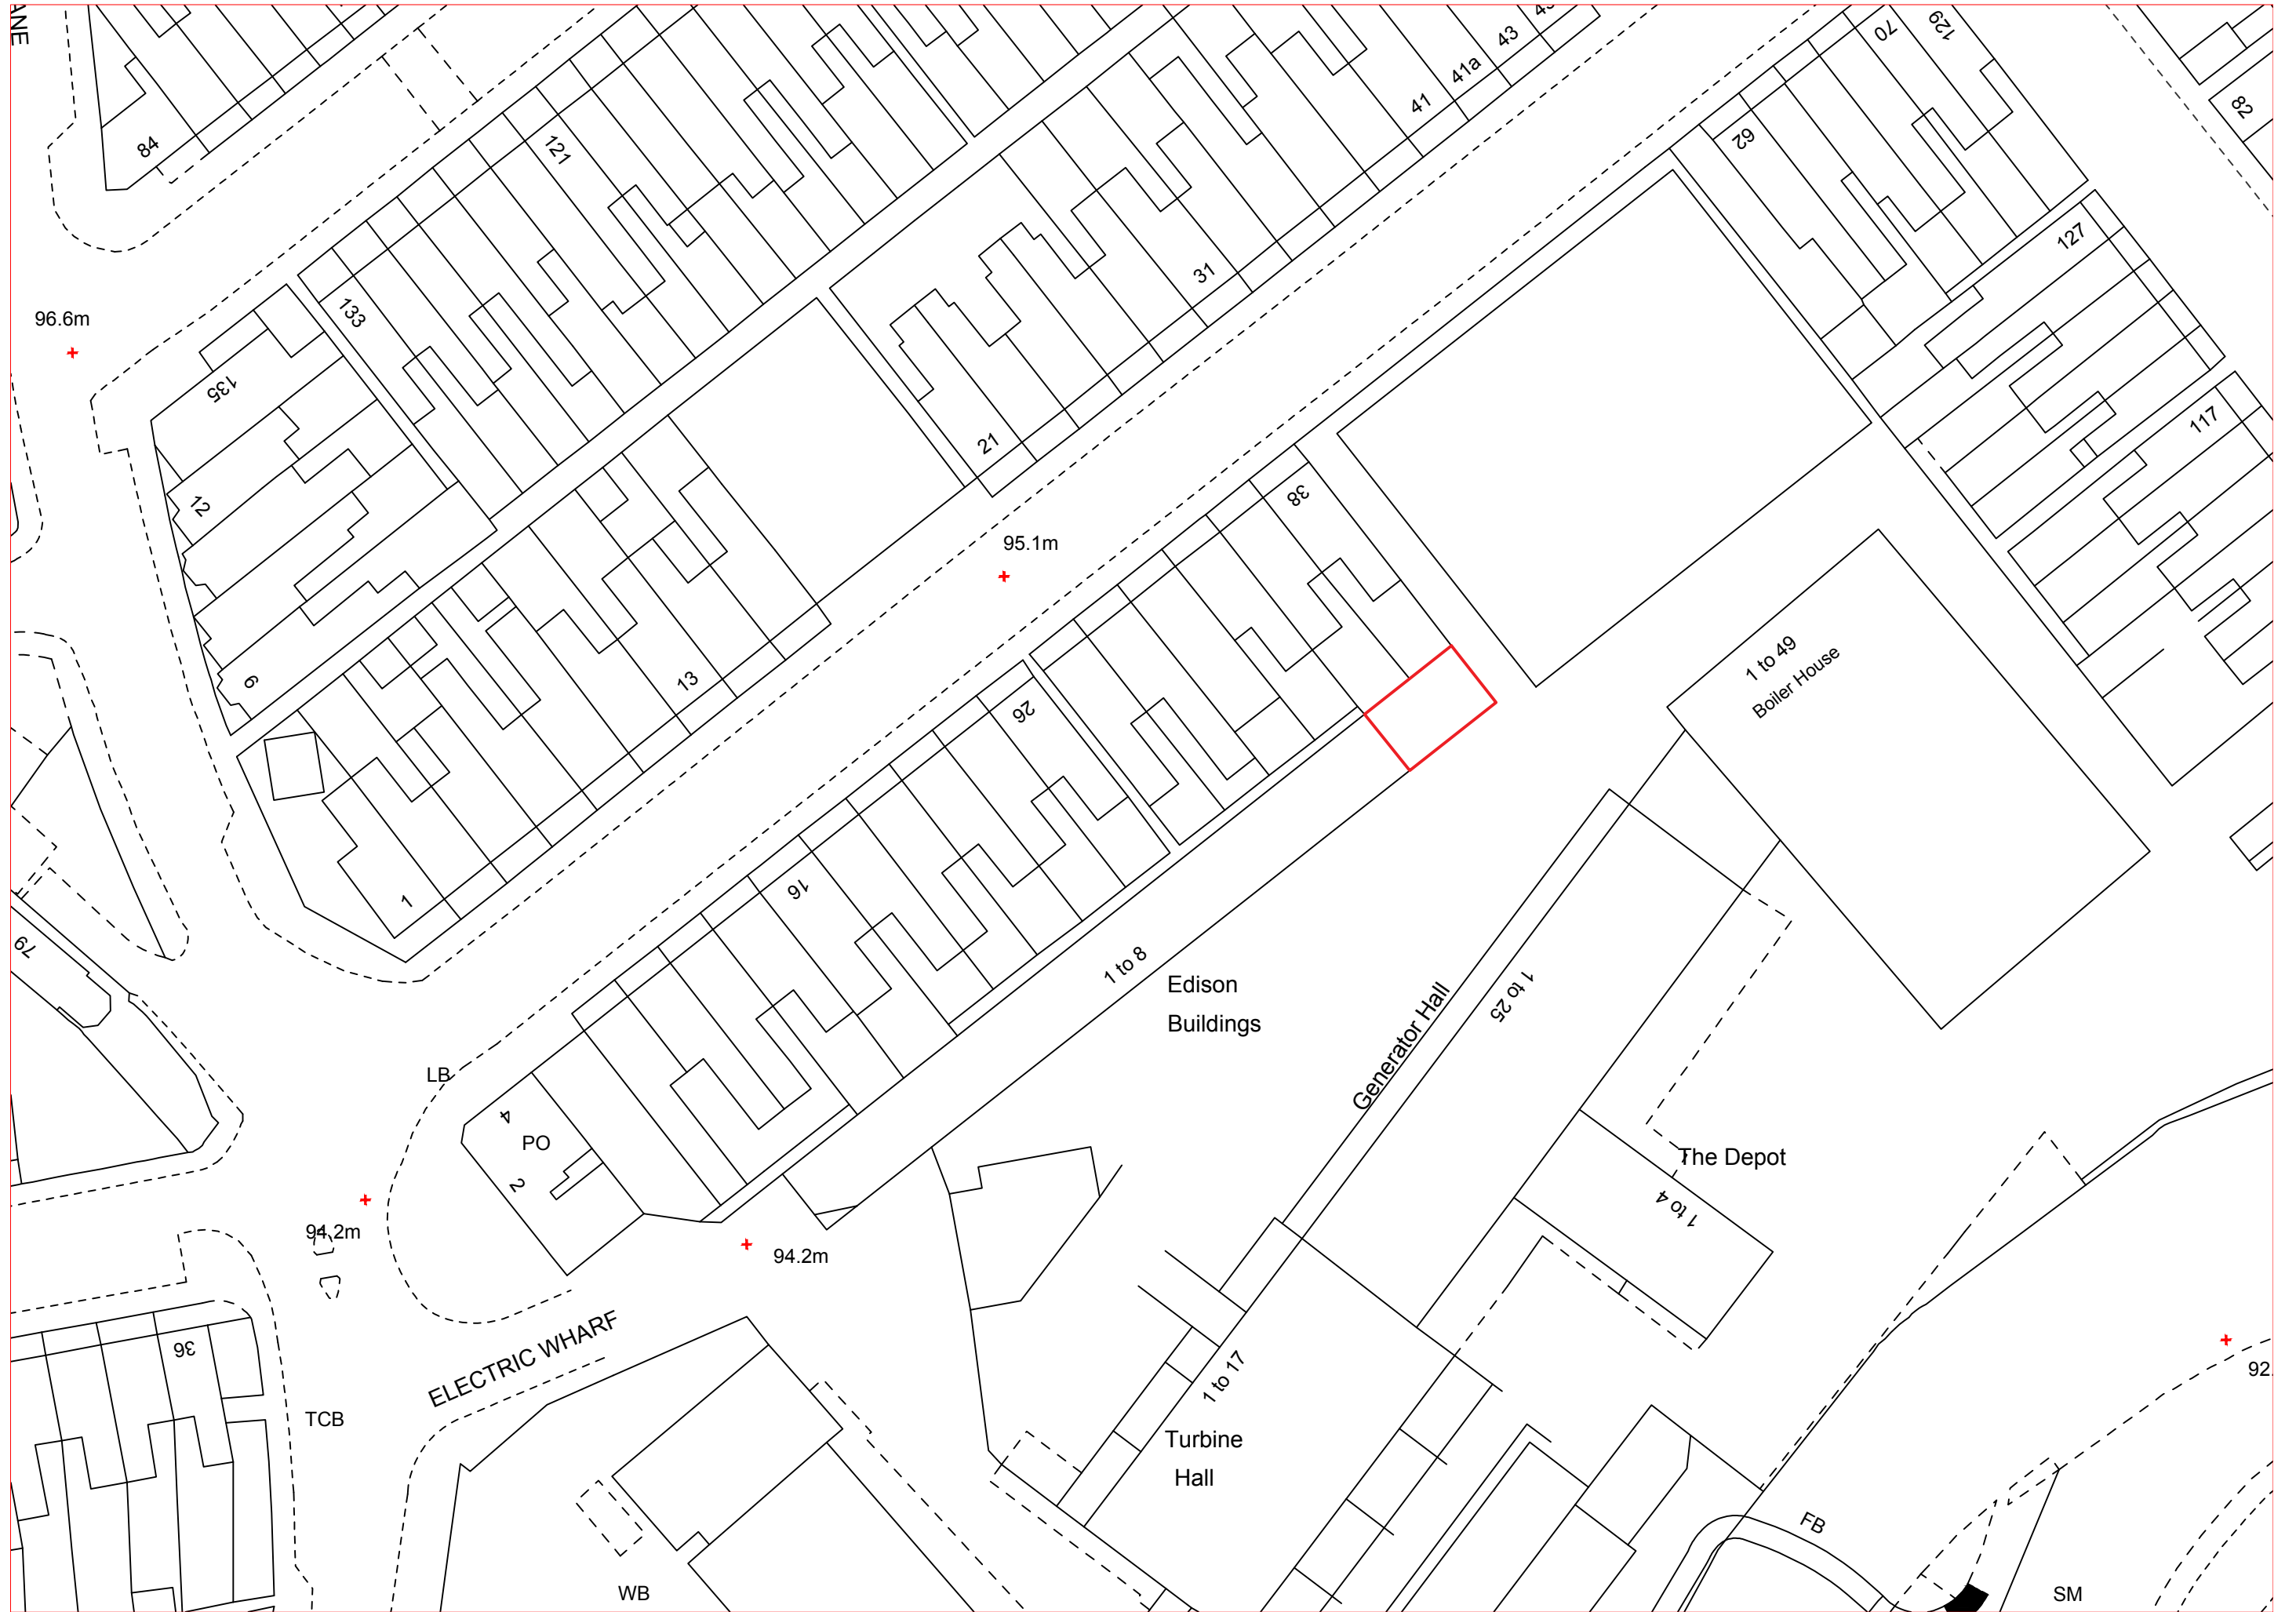 84
121
133
96.6m
135
12
6
1
13
21
31
41
41a
43
70
129
82
62
127
117
95.1m
38
26
16
1 to 49
Boiler House
79
LB
4
PO
2
1 to 8
Edison
Buildings
Generator Hall
1 to 25
The Depot
1 to 4
94.2m
94.2m
ELECTRIC WHARF
36
TCB
1 to 17
Turbine
Hall
WB
FB
SM